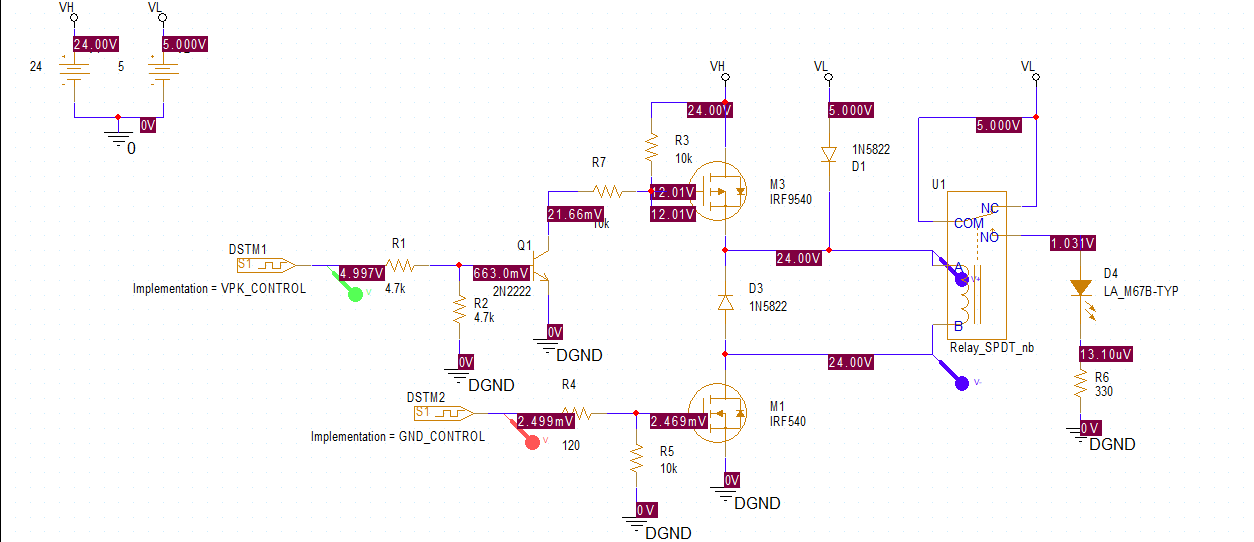 VH
VL
24.00V
5.000V
24
5
0V
0
VH
VL
VL
24.00V
5.000V
5.000V
R3
10k
1N5822
D1
R7
12.01V
12.01V
M3
IRF9540
U1
NC
COM
NO
21.66mV
10k
1.031V
DSTM1
S1
R1
Q1
24.00V
A
V+
4.997V
V
663.0mV
D4
LA_M67B-TYP
Implementation = VPK_CONTROL
4.7k
2N2222
D3
1N5822
R2
4.7k
B
0V
Relay_SPDT_nb
DGND
0V
24.00V
13.10uV
DGND
R4
R6
330
V-
DSTM2
S1
2.499mV
2.469mV
M1
IRF540
0V
DGND
Implementation = GND_CONTROL
V
120
R5
10k
0V
DGND
0V
DGND